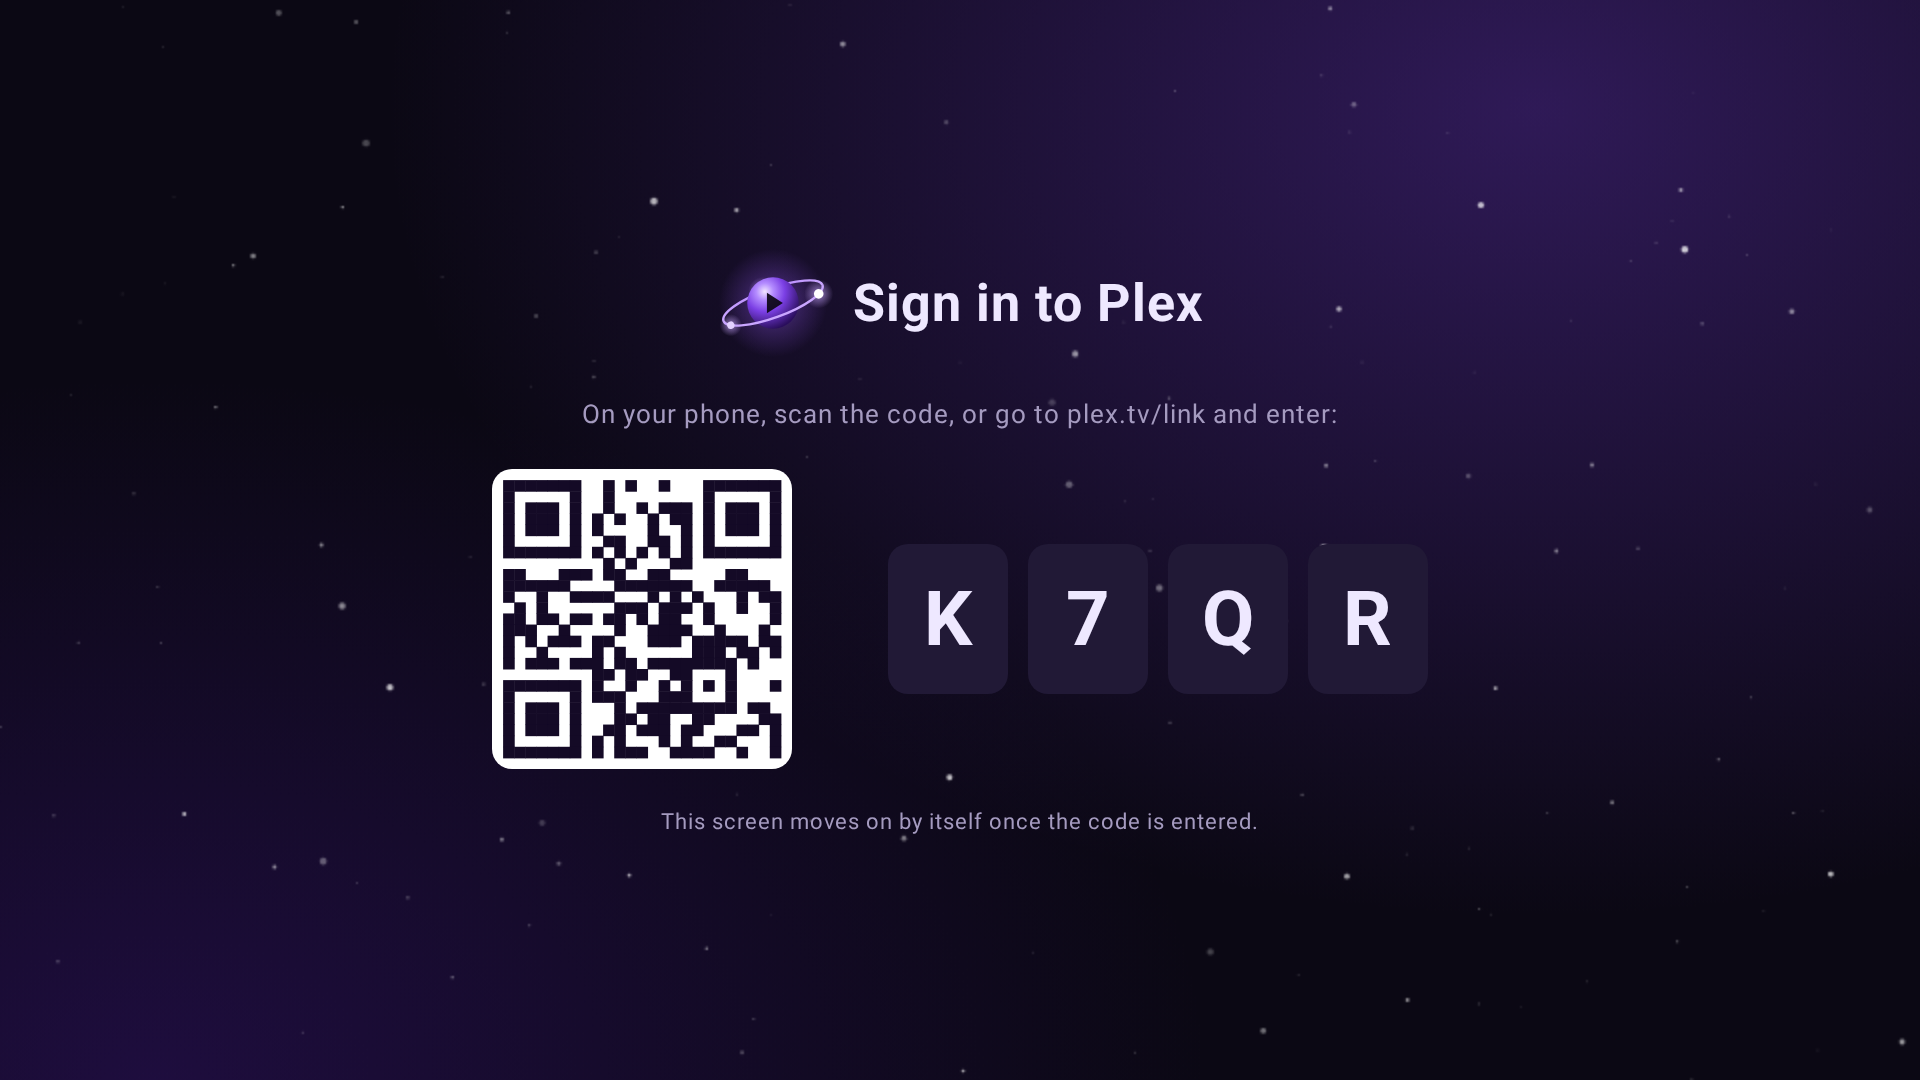 Sign in to Plex
On your phone, scan the code, or go to plex.tv/link and enter:
K 7 Q R
This screen moves on by itself once the code is entered.